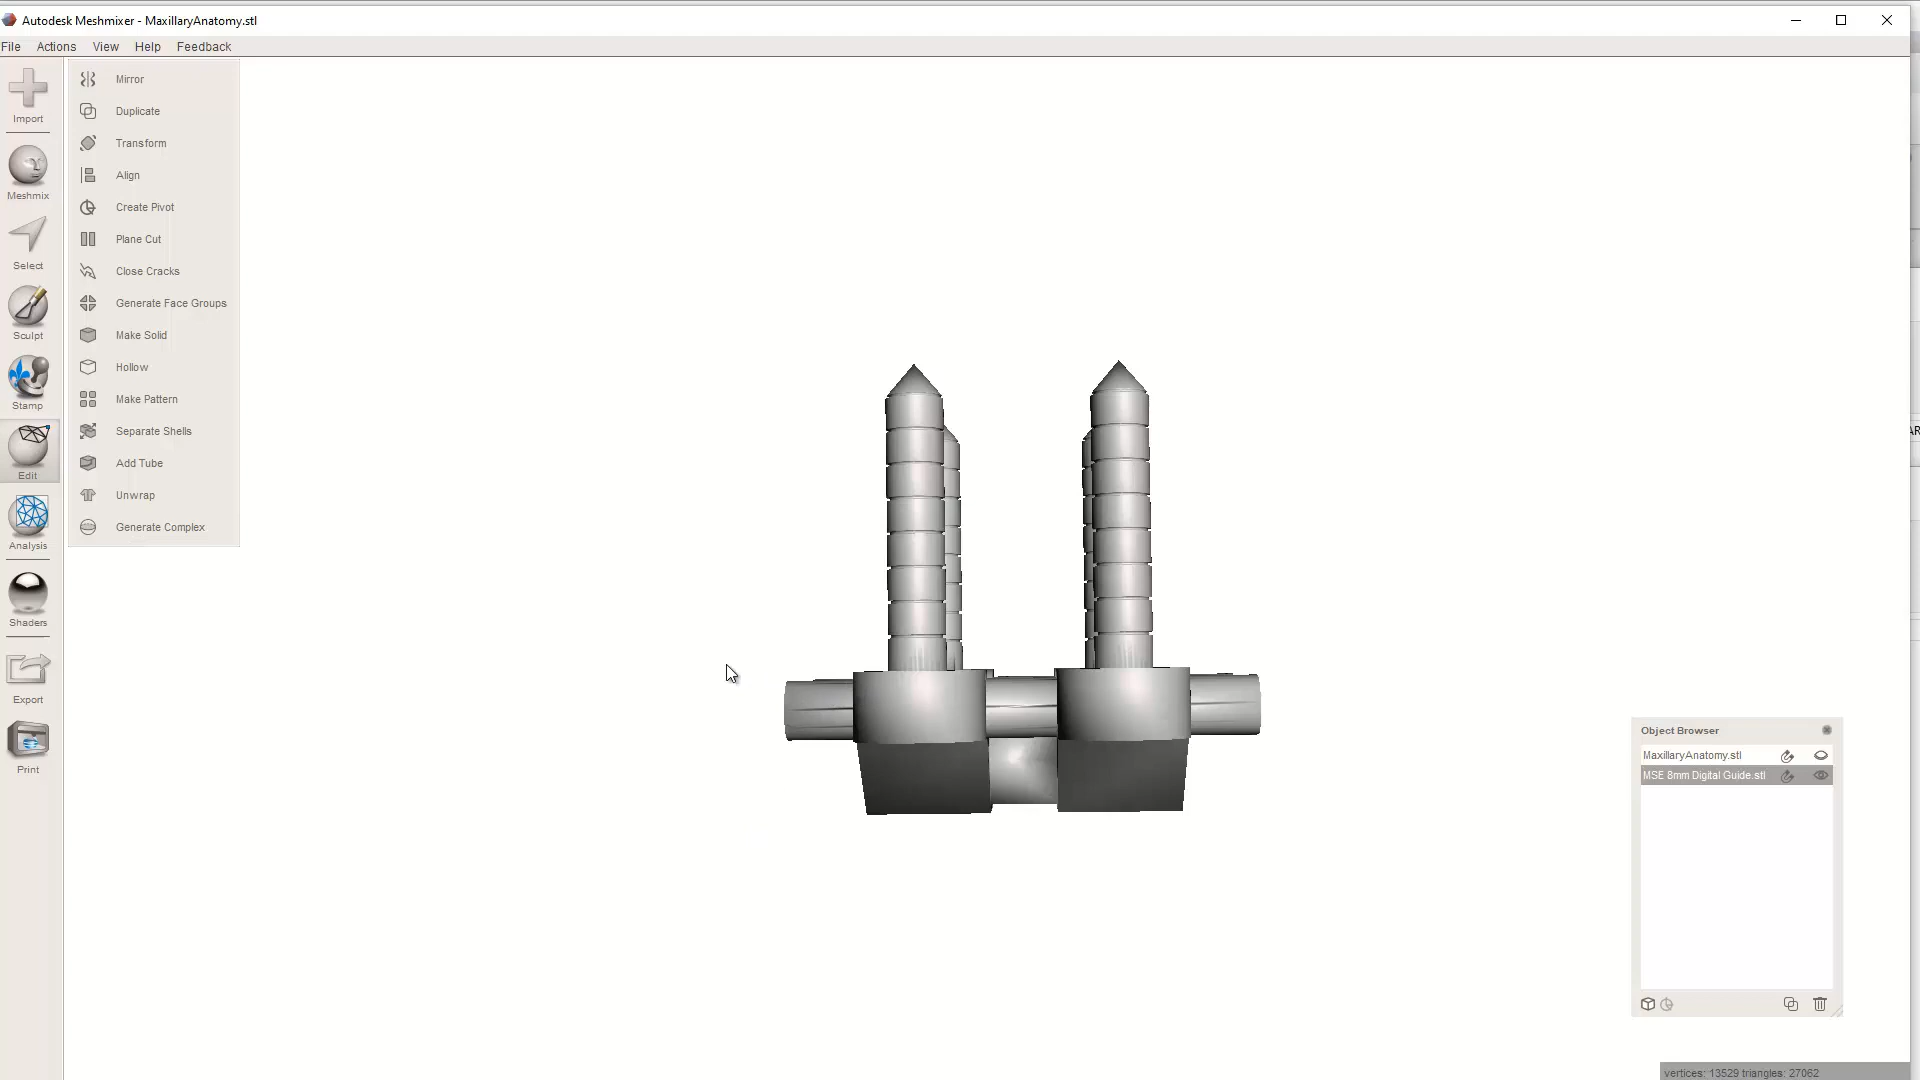 Autodesk Meshmixer - MaxillaryAnatomy.stl
File Actions View Help Feedback
Import
Meshmix
Select
Sculpt
Stamp
Edit
Analysis
Shaders
Export
Print
Mirror
Duplicate
Transform
Align
Create Pivot
Plane Cut
Close Cracks
Generate Face Groups
Make Solid
Hollow
Make Pattern
Separate Shells
Add Tube
Unwrap
Generate Complex
AR
Object Browser
MaxillaryAnatomy.stl
MSE 8mm Digital Guide.stl
vertices: 13529 triangles: 27062